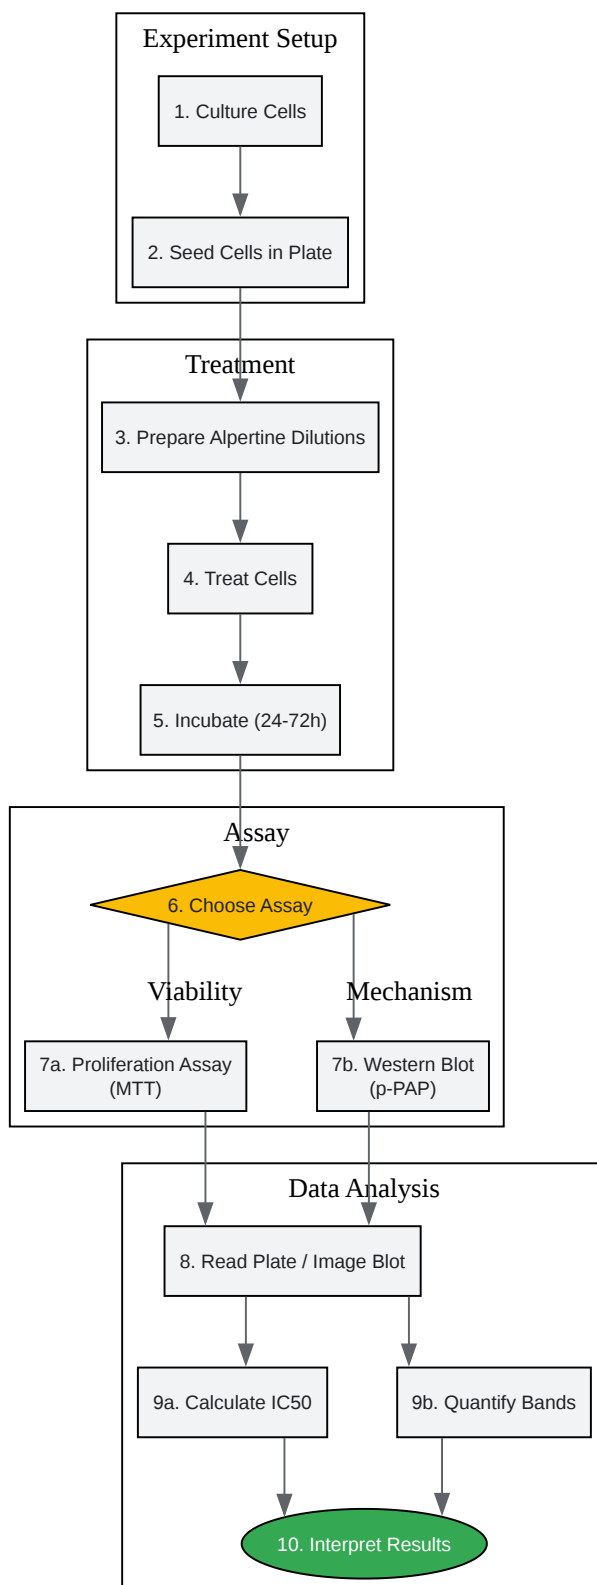 Experiment Setup
1. Culture Cells
2. Seed Cells in Plate
Treatment
3. Prepare Alpertine Dilutions
4. Treat Cells
5. Incubate (24-72h)
Assay
6. Choose Assay
Viability
Mechanism
7a. Proliferation Assay
(MTT)
7b. Western Blot
(p-PAP)
Data Analysis
8. Read Plate / Image Blot
9a. Calculate IC50
9b. Quantify Bands
10. Interpret Results